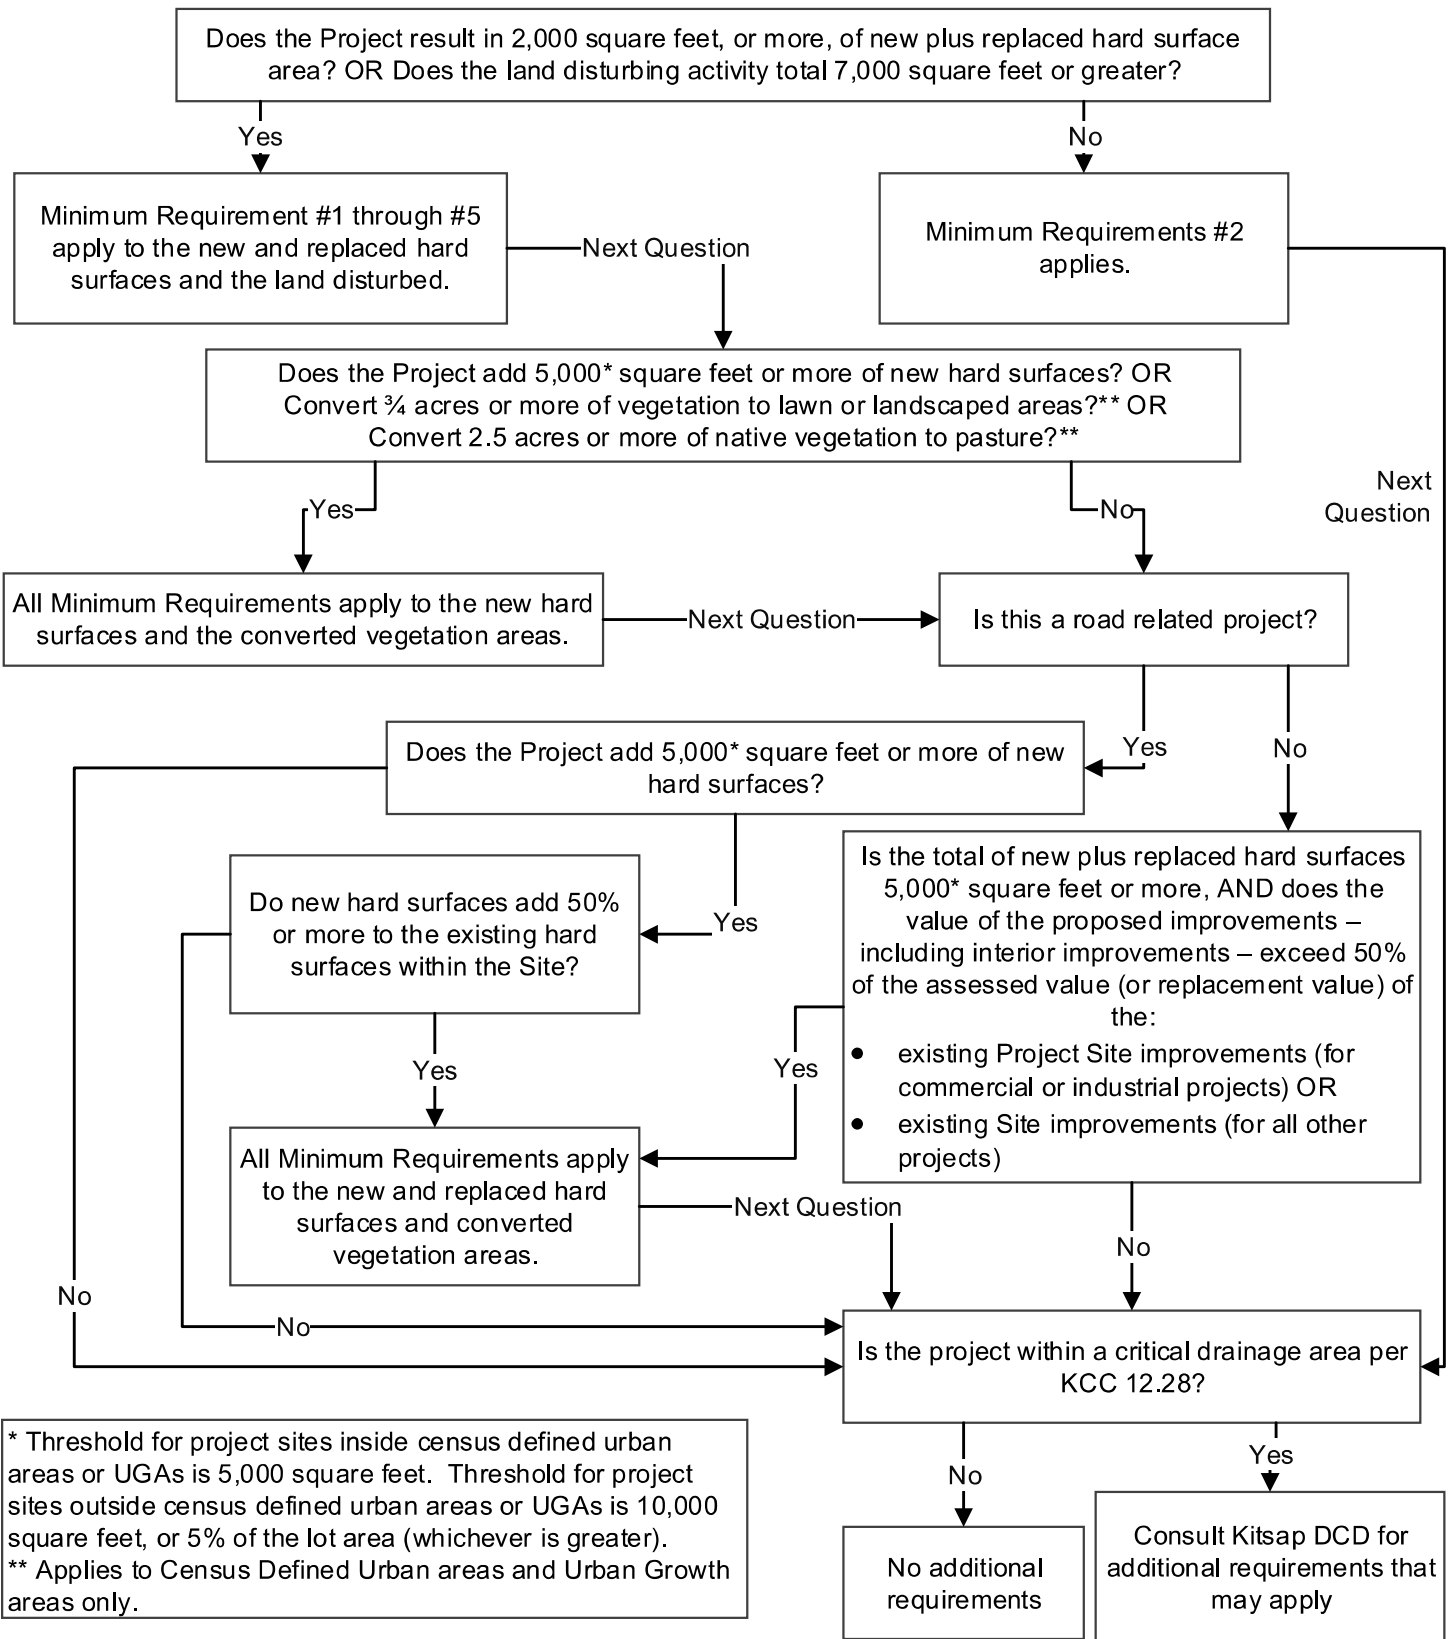 Does the Project result in 2,000 square feet, or more, of new plus replaced hard surface
area? OR Does the land disturbing activity total 7,000 square feet or greater?
Yes
No
Minimum Requirement #1 through #5
apply to the new and replaced hard
surfaces and the land disturbed.
Next Question
Minimum Requirements #2
applies.
Does the Project add 5,000* square feet or more of new hard surfaces? OR
Convert ¾ acres or more of vegetation to lawn or landscaped areas?** OR
Convert 2.5 acres or more of native vegetation to pasture?**
Next
Question
Yes
No
All Minimum Requirements apply to the new hard
surfaces and the converted vegetation areas.
Next Question
Is this a road related project?
Yes
No
Does the Project add 5,000* square feet or more of new
hard surfaces?
Is the total of new plus replaced hard surfaces
5,000* square feet or more, AND does the
value of the proposed improvements –
including interior improvements – exceed 50%
of the assessed value (or replacement value) of
the:
• existing Project Site improvements (for
commercial or industrial projects) OR
• existing Site improvements (for all other
projects)
Yes
Do new hard surfaces add 50%
or more to the existing hard
surfaces within the Site?
Yes
Yes
All Minimum Requirements apply
to the new and replaced hard
surfaces and converted
vegetation areas.
Next Question
No
No
No
Is the project within a critical drainage area per
KCC 12.28?
No
Yes
No additional
requirements
Consult Kitsap DCD for
additional requirements that
may apply
* Threshold for project sites inside census defined urban
areas or UGAs is 5,000 square feet.  Threshold for project
sites outside census defined urban areas or UGAs is 10,000
square feet, or 5% of the lot area (whichever is greater).
** Applies to Census Defined Urban areas and Urban Growth
areas only.